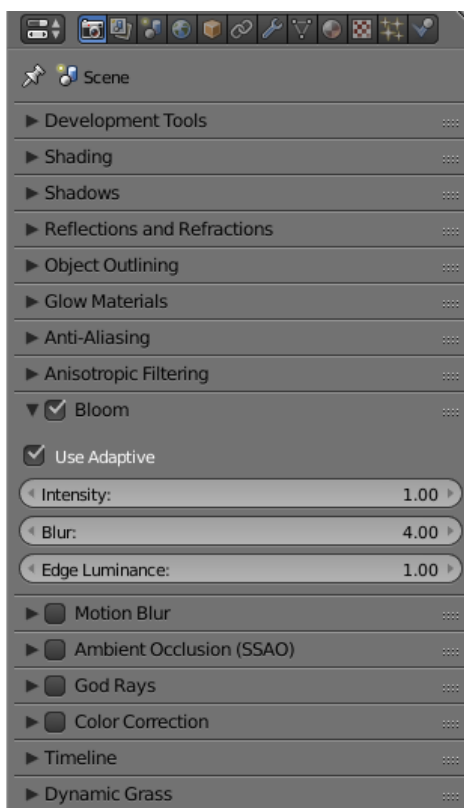 Scene
Development Tools
Shading
Shadows
Reflections and Refractions
Object Outlining
Glow Materials
Anti-Aliasing
Anisotropic Filtering
Bloom
Use Adaptive
Intensity: 1.00
Blur: 4.00
Edge Luminance: 1.00
Motion Blur
Ambient Occlusion (SSAO)
God Rays
Color Correction
Timeline
Dynamic Grass